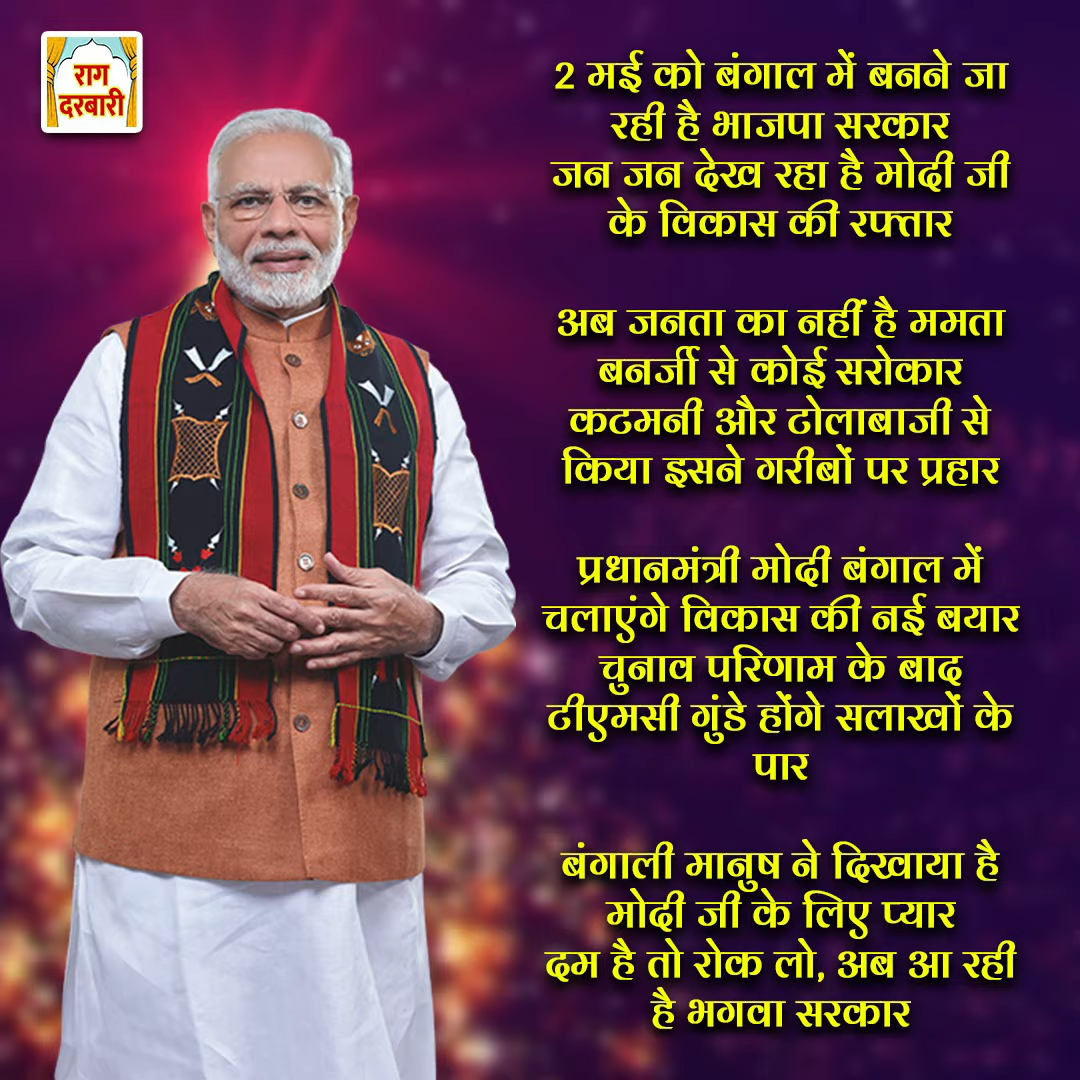 राग
दरबारी
2 मई को बंगाल में बनने जा
रही है भाजपा सरकार
जन जन देख रहा है मोदी जी
के विकास की रफ्तार
अब जनता का नहीं है ममता
बनर्जी से कोई सरोकार
कटमनी और टोलाबाजी से
किया इसने गरीबों पर प्रहार
प्रधानमंत्री मोदी बंगाल में
चलाएंगे विकास की नई बयार
चुनाव परिणाम के बाद
टीएमसी गुंडे होंगे सलाखों के
पार
बंगाली मानुष ने दिखाया है
मोदी जी के लिए प्यार
दम है तो रोक लो, अब आ रही
है भगवा सरकार